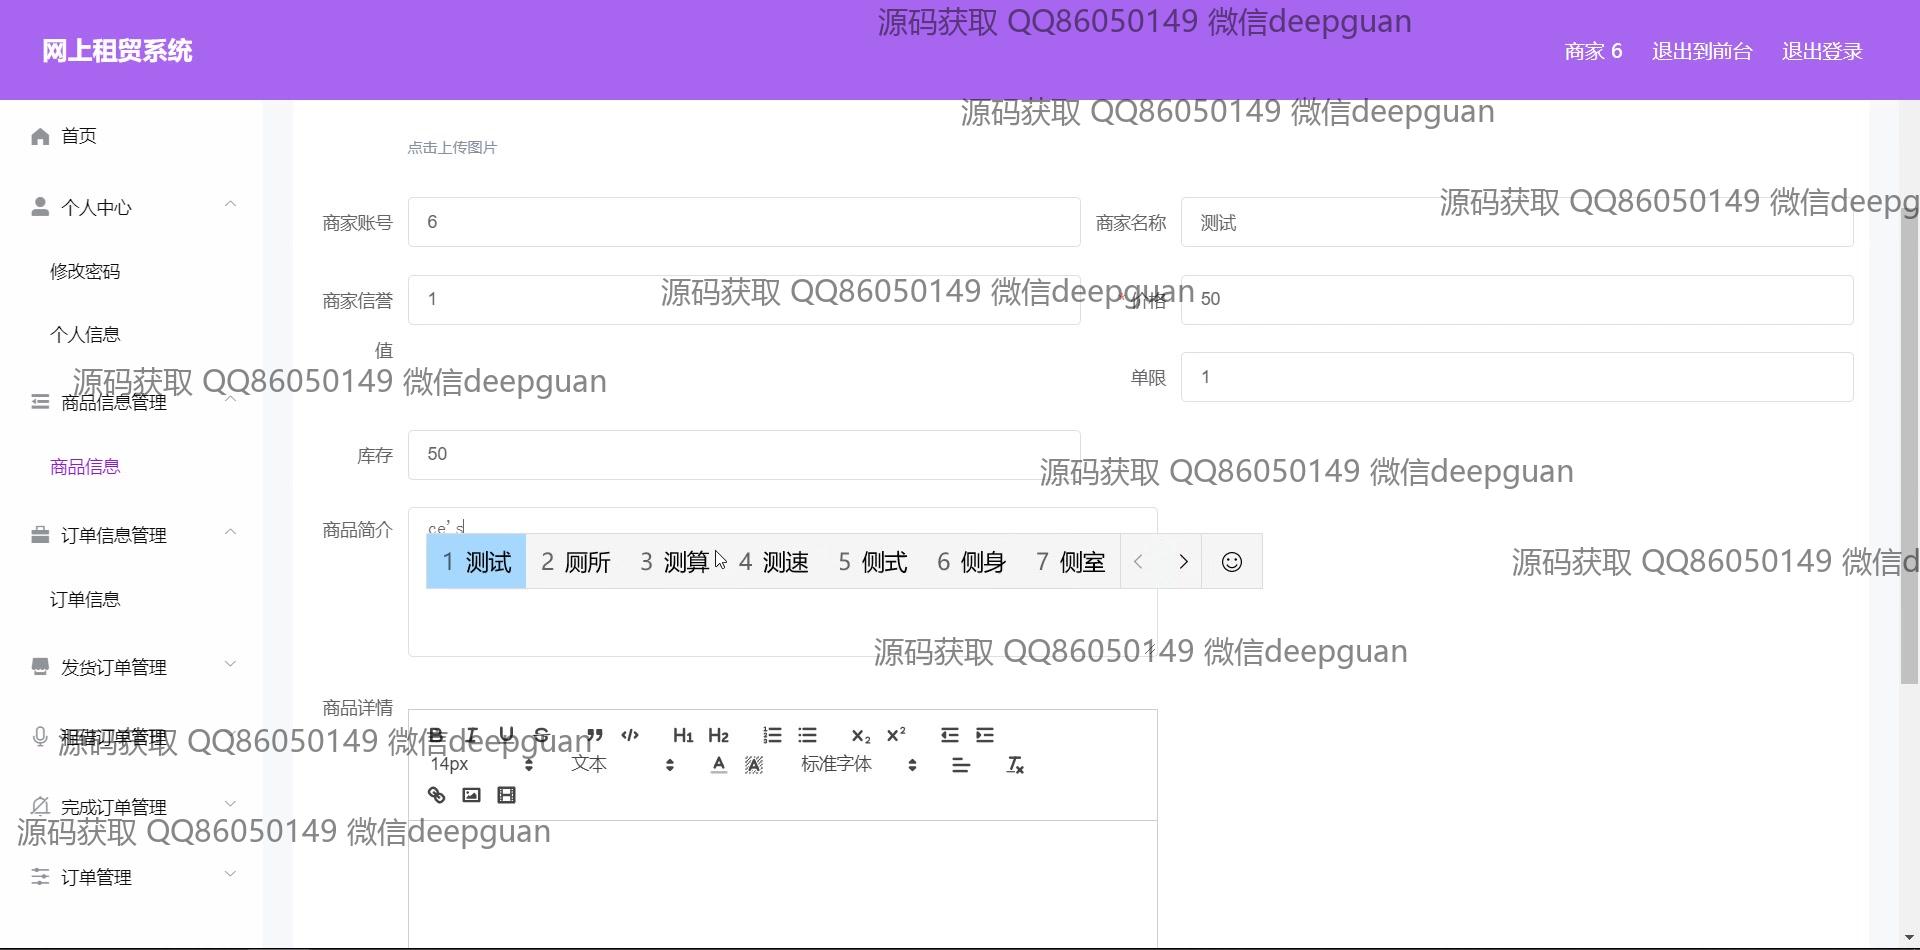 源码获取 QQ86050149 微信deepguan
网上租贸系统
商家 6
退出到前台
退出登录
源码获取 QQ86050149 微信deepguan
首页
点击上传图片
个人中心
源码获取 QQ86050149 微信deepg
商家账号
6
商家名称
测试
修改密码
商家信誉
值
1
源码获取 QQ86050149 微信deepguan
*价格
50
个人信息
源码获取 QQ86050149 微信deepguan
单限
1
商品信息管理
库存
50
商品信息
源码获取 QQ86050149 微信deepguan
商品简介
ce's
订单信息管理
1 测试 2 厕所 3 测算 4 测速 5 侧式 6 侧身 7 侧室
源码获取 QQ86050149 微信d
订单信息
源码获取 QQ86050149 微信deepguan
发货订单管理
商品详情
租借订单管理
源码获取 QQ86050149 微信deepguan
B I U S H1 H2 X2 X2
14px 文本 A A 标准字体 Tx
完成订单管理
源码获取 QQ86050149 微信deepguan
订单管理